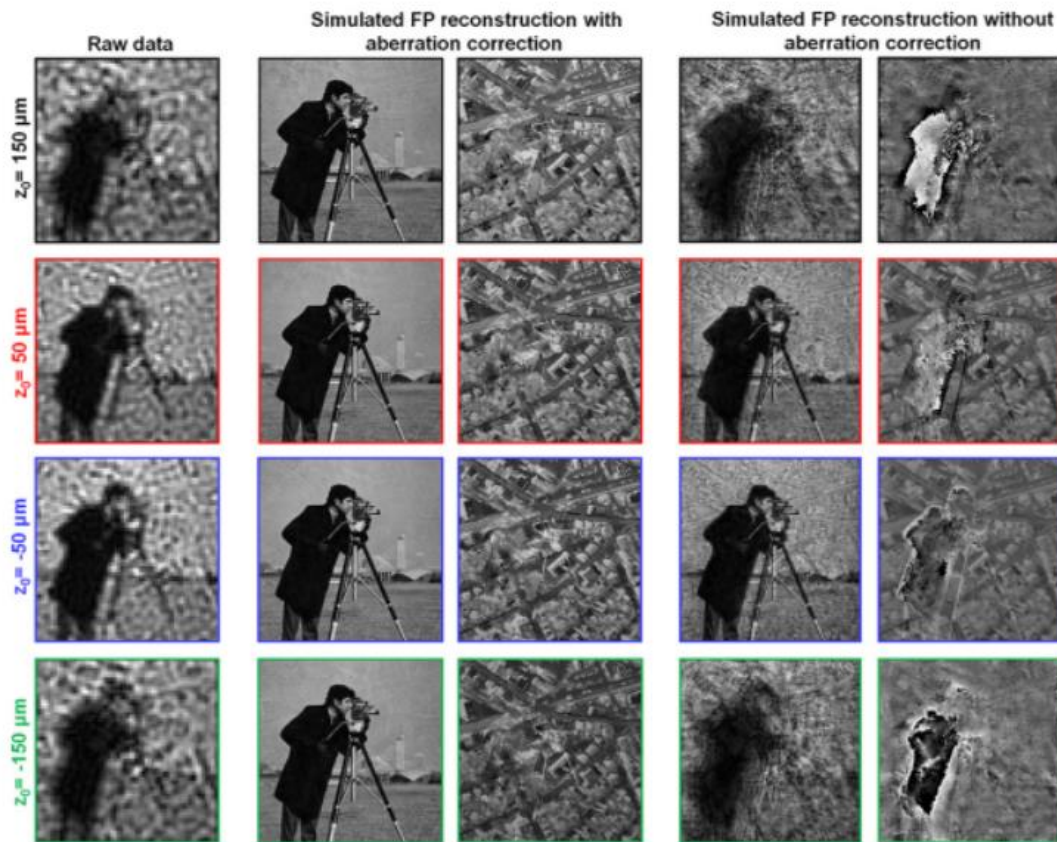 Raw data
Simulated FP reconstruction with
aberration correction
Simulated FP reconstruction without
aberration correction
z₀= 150 µm
z₀= 50 µm
z₀= -50 µm
z₀= -150 µm